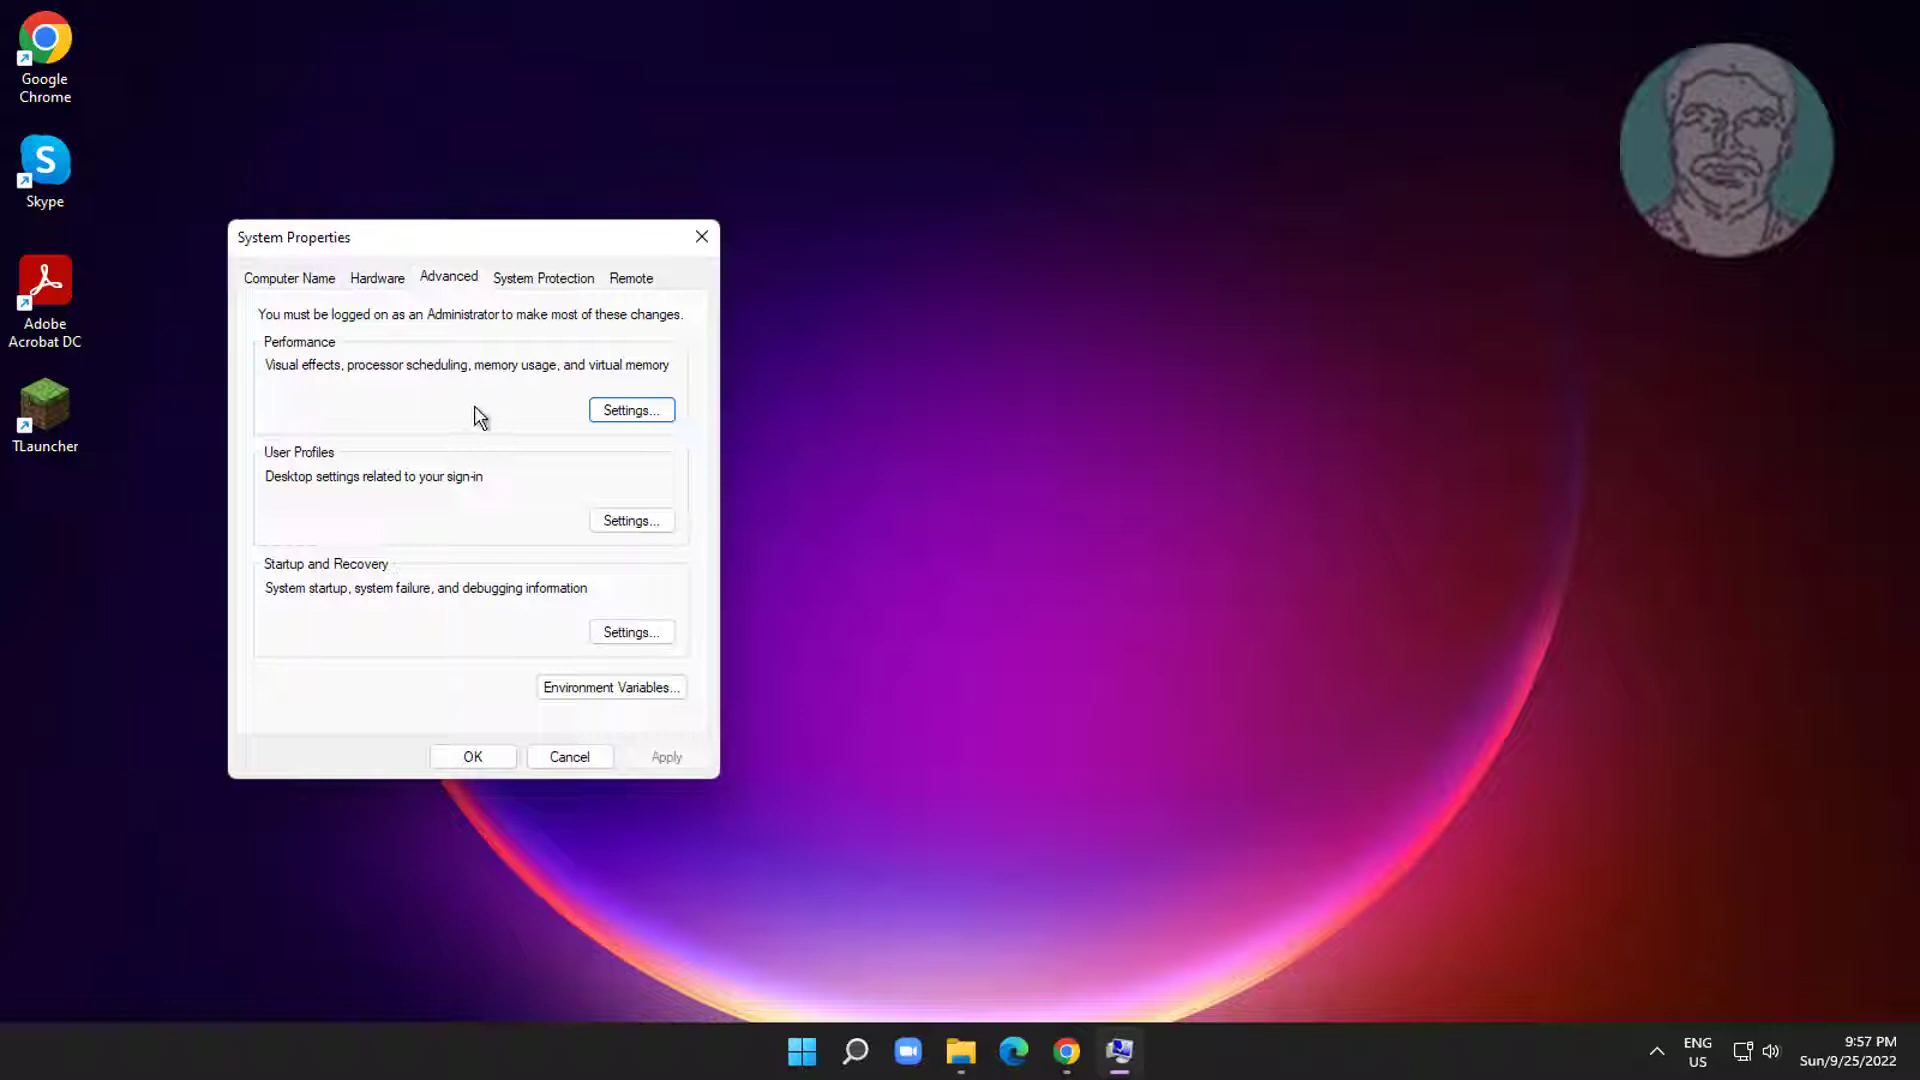 Google
Chrome
S
Skype
Adobe
Acrobat DC
TLauncher
System Properties
Computer Name Hardware Advanced System Protection Remote
You must be logged on as an Administrator to make most of these changes.
Performance
Visual effects, processor scheduling, memory usage, and virtual memory
Settings...
User Profiles
Desktop settings related to your sign-in
Settings...
Startup and Recovery
System startup, system failure, and debugging information
Settings...
Environment Variables...
OK Cancel Apply
ENG
US
9:57 PM
Sun/9/25/2022